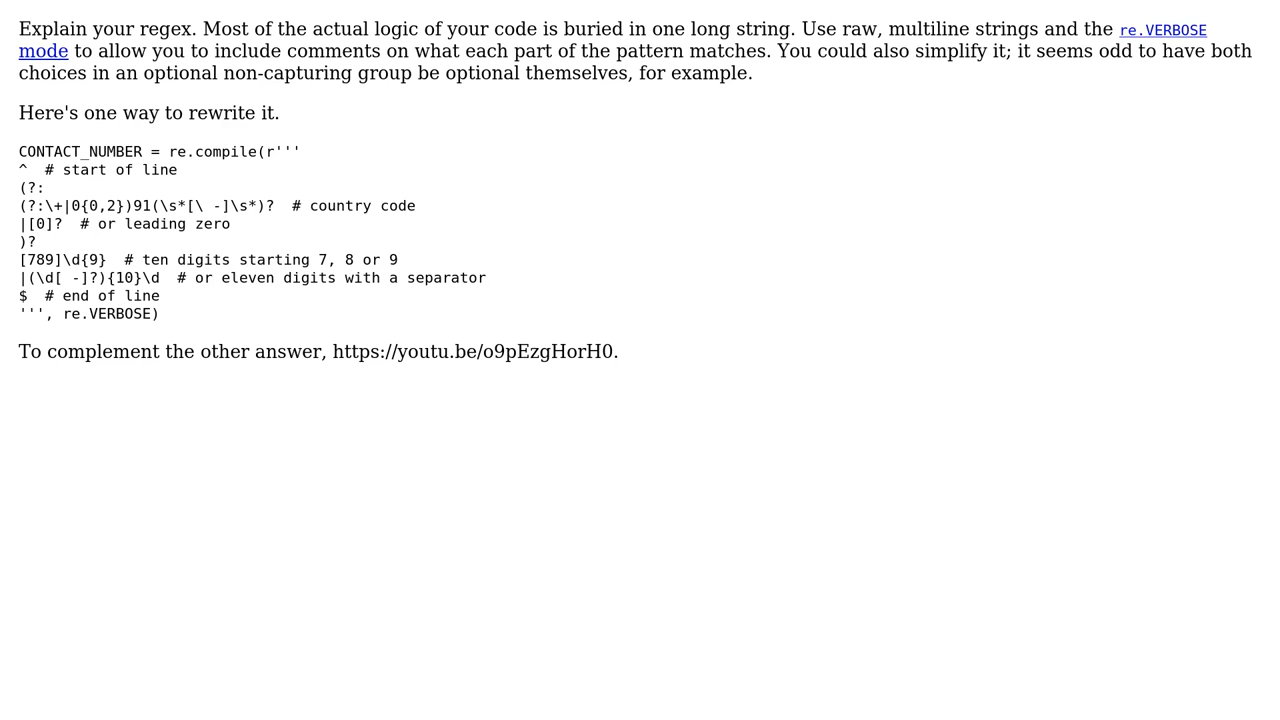 Explain your regex. Most of the actual logic of your code is buried in one long string. Use raw, multiline strings and the re.VERBOSE
mode to allow you to include comments on what each part of the pattern matches. You could also simplify it; it seems odd to have both
choices in an optional non-capturing group be optional themselves, for example.
Here's one way to rewrite it.
CONTACT_NUMBER = re.compile(r'''
^  # start of line
(?:
(?:\+|0{0,2})91(\s*[\ -]\s*)?  # country code
|[0]?  # or leading zero
)?
[789]\d{9}  # ten digits starting 7, 8 or 9
|(\d[ -]?){10}\d  # or eleven digits with a separator
$  # end of line
''', re.VERBOSE)
To complement the other answer, https://youtu.be/o9pEzgHorH0.